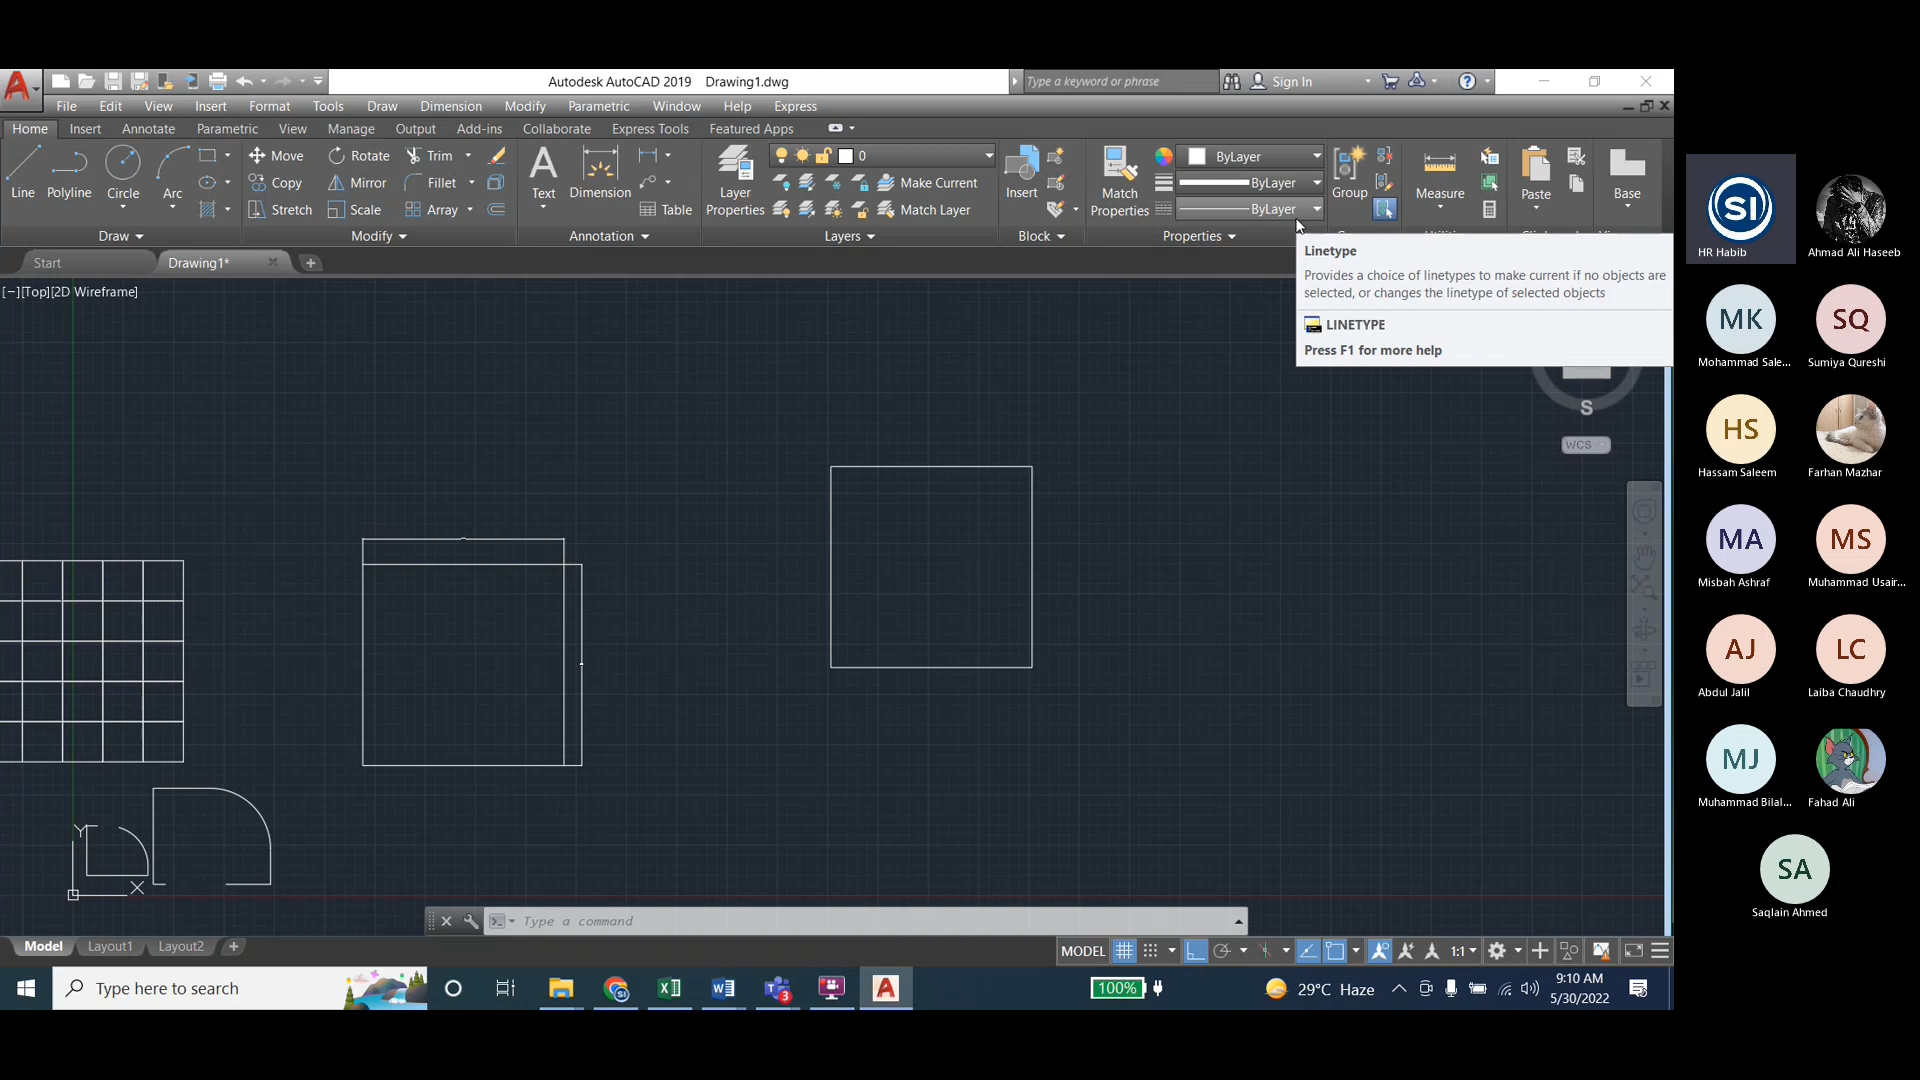 Autodesk AutoCAD 2019 Drawing1.dwg
Type a keyword or phrase
Sign In
File Edit View Insert Format Tools Draw Dimension Modify Parametric Window Help Express
Home Insert Annotate Parametric View Manage Output Add-ins Collaborate Express Tools Featured Apps
Line Polyline Circle Arc
Move Rotate Trim
Copy Mirror Fillet
Stretch Scale Array
Text Dimension
Table
Layer
Properties
0
Make Current
Match Layer
Insert
Match
Properties
ByLayer
ByLayer
ByLayer
Group
Measure
Paste
Base
Draw
Modify
Annotation
Layers
Block
Properties
Start
Drawing1*
Linetype
Provides a choice of linetypes to make current if no objects are
selected, or changes the linetype of selected objects
LINETYPE
Press F1 for more help
[−][Top][2D Wireframe]
S
WCS
Y
X
Type a command
Model Layout1 Layout2
MODEL
1:1
Type here to search
3
100%
29°C Haze
9:10 AM
5/30/2022
SI
HR Habib
Ahmad Ali Haseeb
MK
Mohammad Sale...
SQ
Sumiya Qureshi
HS
Hassam Saleem
Farhan Mazhar
MA
Misbah Ashraf
MS
Muhammad Usair...
AJ
Abdul Jalil
LC
Laiba Chaudhry
MJ
Muhammad Bilal...
Fahad Ali
SA
Saqlain Ahmed